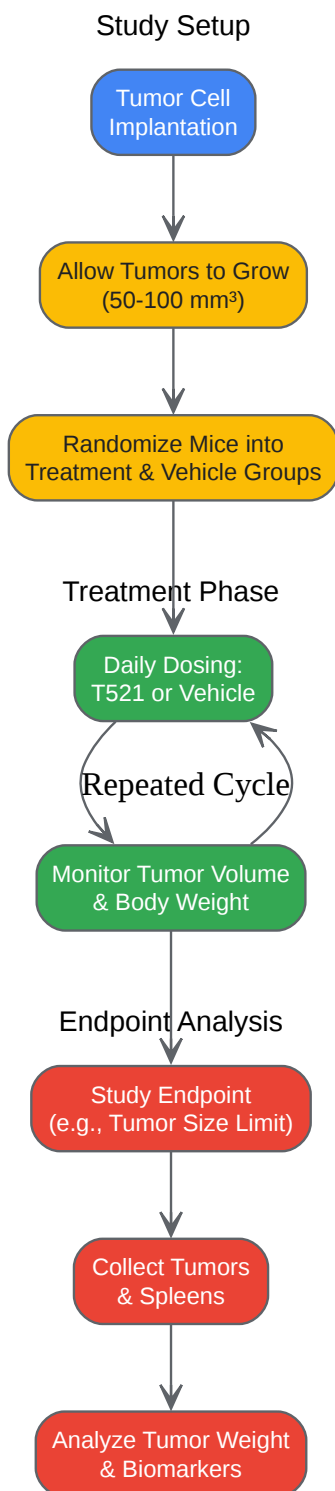 Study Setup
Tumor Cell
Implantation
Allow Tumors to Grow
(50-100 mm³)
Randomize Mice into
Treatment & Vehicle Groups
Treatment Phase
Daily Dosing:
T521 or Vehicle
Repeated Cycle
Monitor Tumor Volume
& Body Weight
Endpoint Analysis
Study Endpoint
(e.g., Tumor Size Limit)
Collect Tumors
& Spleens
Analyze Tumor Weight
& Biomarkers